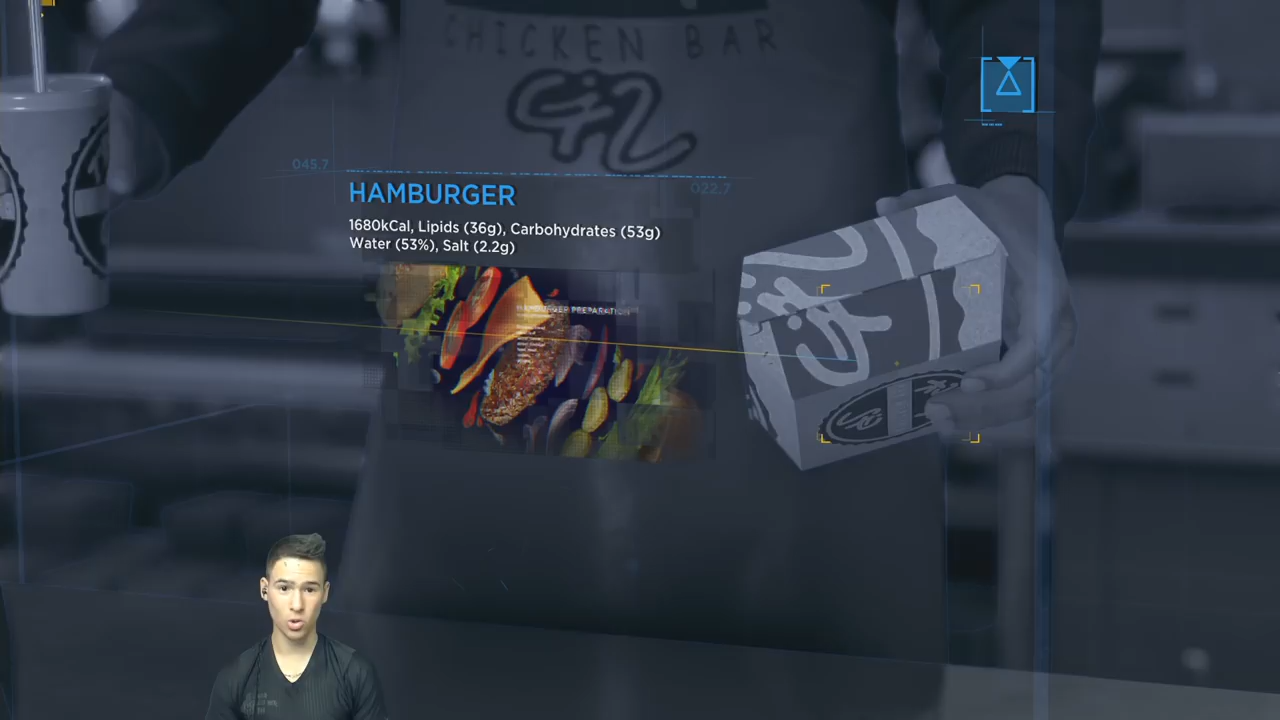 CHICKEN BAR
045.7
022.7
HAMBURGER
1680kCal, Lipids (36g), Carbohydrates (53g)
Water (53%), Salt (2.2g)
HAMBURGER PREPARATION